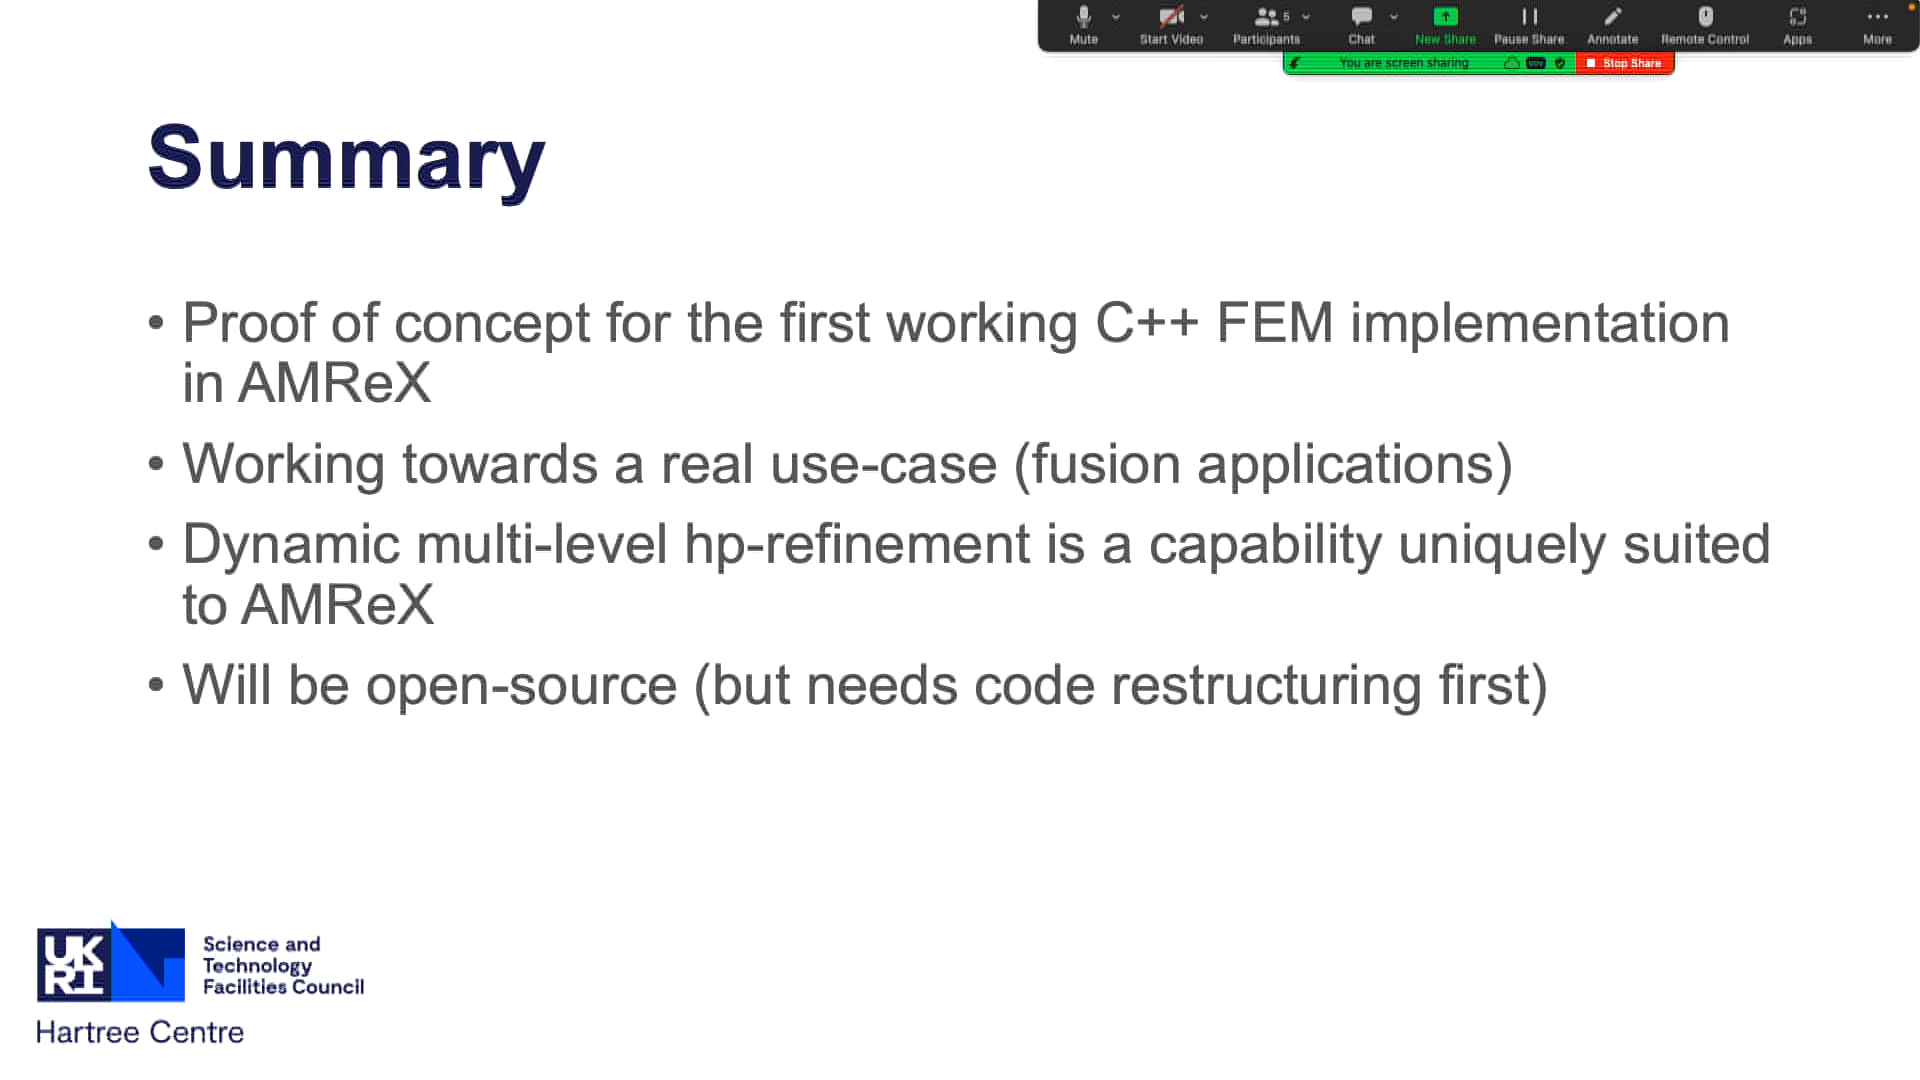 Mute
Start Video
Participants 5
Chat
New Share
Pause Share
Annotate
Remote Control
Apps
More
You are screen sharing
Stop Share
Summary
• Proof of concept for the first working C++ FEM implementation
in AMReX
• Working towards a real use-case (fusion applications)
• Dynamic multi-level hp-refinement is a capability uniquely suited
to AMReX
• Will be open-source (but needs code restructuring first)
UK
RI
Science and
Technology
Facilities Council
Hartree Centre